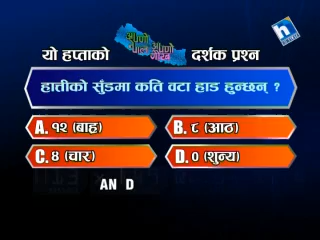 h
यो हप्ताको दर्शक प्रश्न
हात्तीको सुँडमा कति वटा हाड हुन्छन् ?
A. १२ (बाह्र) B. ८ (आठ)
C. ४ (चार) D. ० (शुन्य)
AN D